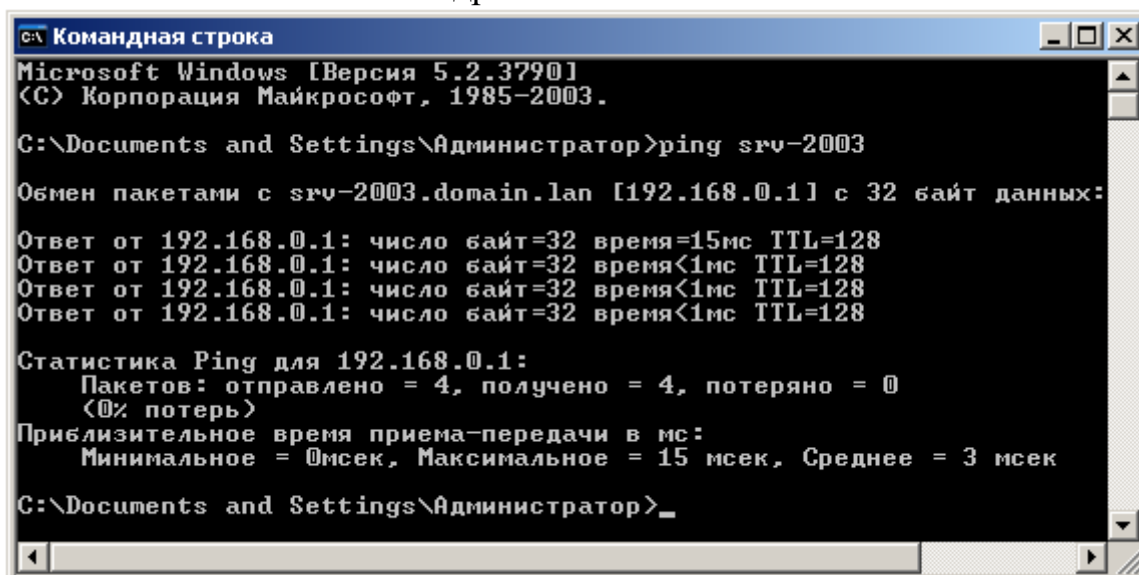 Командная строка
Microsoft Windows [Версия 5.2.3790]
(C) Корпорация Майкрософт, 1985-2003.
C:\Documents and Settings\Администратор>ping srv-2003
Обмен пакетами с srv-2003.domain.lan [192.168.0.1] с 32 байт данных:
Ответ от 192.168.0.1: число байт=32 время=15мс TTL=128
Ответ от 192.168.0.1: число байт=32 время<1мс TTL=128
Ответ от 192.168.0.1: число байт=32 время<1мс TTL=128
Ответ от 192.168.0.1: число байт=32 время<1мс TTL=128
Статистика Ping для 192.168.0.1:
Пакетов: отправлено = 4, получено = 4, потеряно = 0
(0% потерь)
Приблизительное время приема-передачи в мс:
Минимальное = 0мсек, Максимальное = 15 мсек, Среднее = 3 мсек
C:\Documents and Settings\Администратор>_